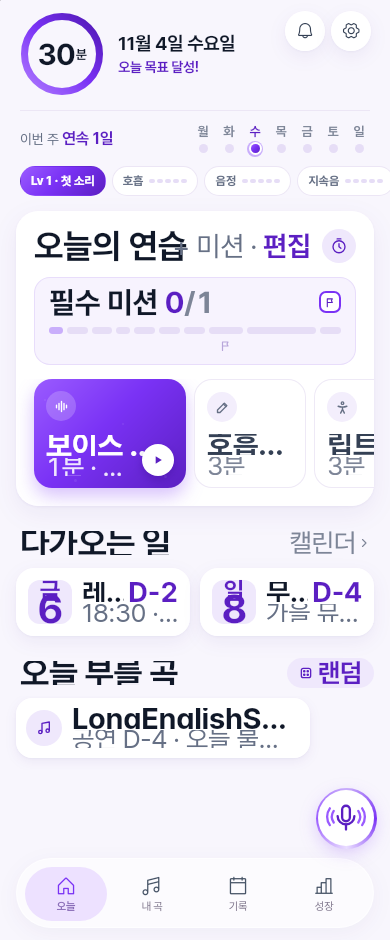 30분
11월 4일 수요일
오늘 목표 달성!
이번 주 연속 1일
월 화 수 목 금 토 일
Lv 1 · 첫 소리
호흡
음정
지속음
오늘의 연습
+ 미션 · 편집
필수 미션 0/1
보이스 ...
1분 · ...
호흡...
3분
립트
3분
다가오는 일
캘린더 ›
금
6
레... D-2
18:30 ·...
일
8
무... D-4
가을 뮤...
오늘 부를 곡
랜덤
LongEnglishS...
공연 D-4 · 오늘 물...
오늘
내 곡
기록
성장